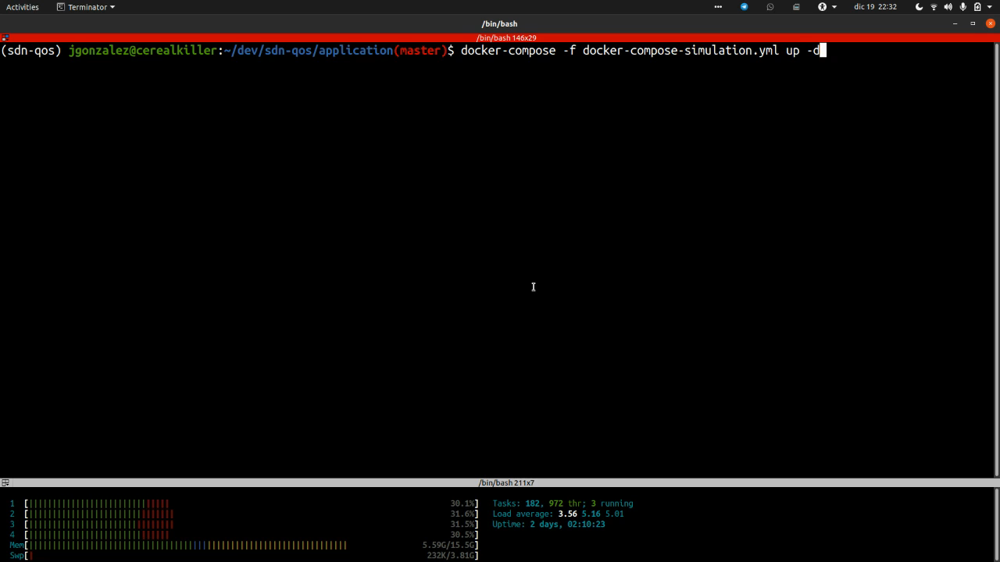 Activities Terminator dic 19 22:32
/bin/bash
/bin/bash 146x29
(sdn-qos) jgonzalez@cerealkiller:~/dev/sdn-qos/application(master)$ docker-compose -f docker-compose-simulation.yml up -d
/bin/bash 211x7
1 [|||||||||||||||||||||||||||||| 30.1%] Tasks: 182, 972 thr; 3 running
2 [||||||||||||||||||||||||||||||| 31.6%] Load average: 3.56 5.16 5.01
3 [||||||||||||||||||||||||||||||| 31.5%] Uptime: 2 days, 02:10:23
4 [|||||||||||||||||||||||||||||| 30.5%]
Mem[|||||||||||||||||||||||||||||||||||||||||||||||||||||||||||||||||||| 5.59G/15.5G]
Swp[| 232K/3.81G]